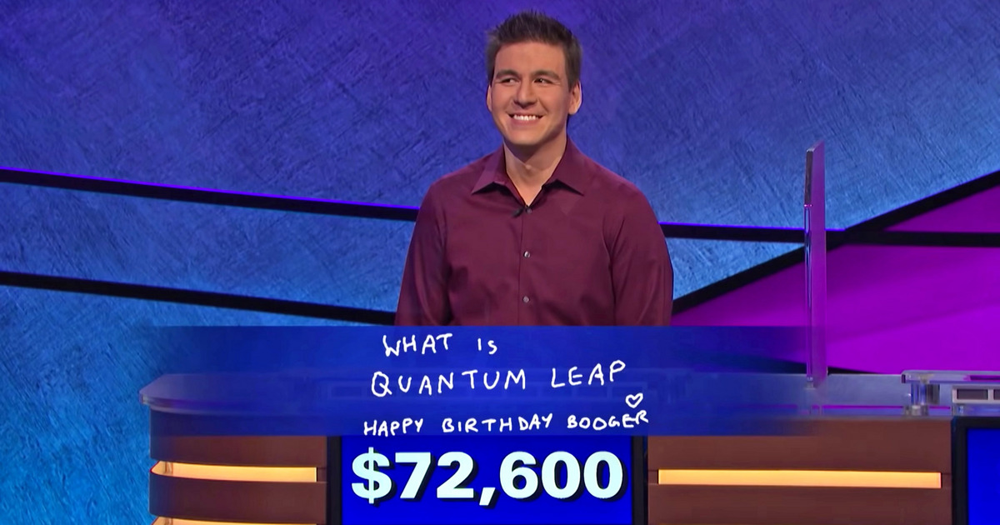 WHAT IS
QUANTUM LEAP
HAPPY BIRTHDAY BOOGER
$72,600